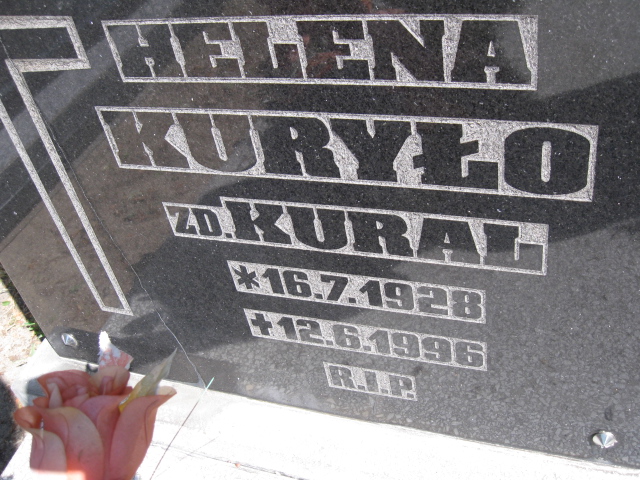 HELENA
KURYŁO
ZD. KURAL
*16.7.1928
✝12.6.1996
R.I.P.